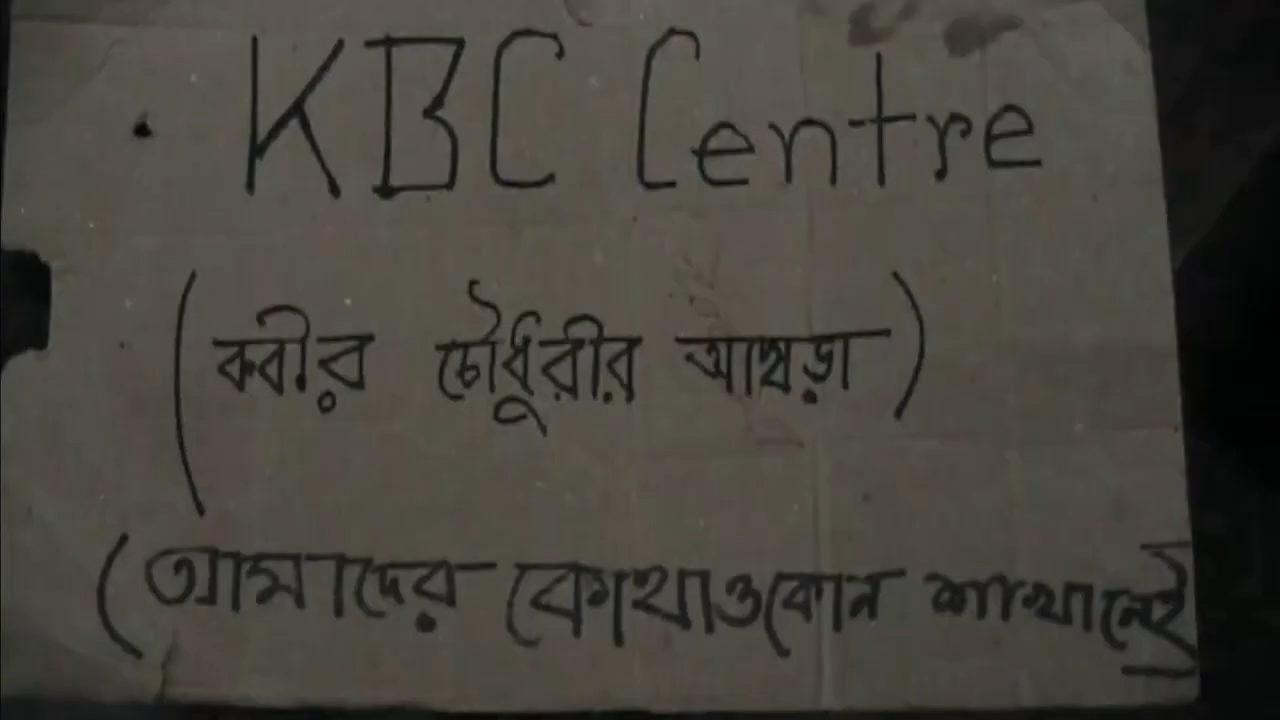 KBC Centre
(কবীর চৌধুরীর আখড়া)
(আমাদের কোথাও কোন শাখা নেই